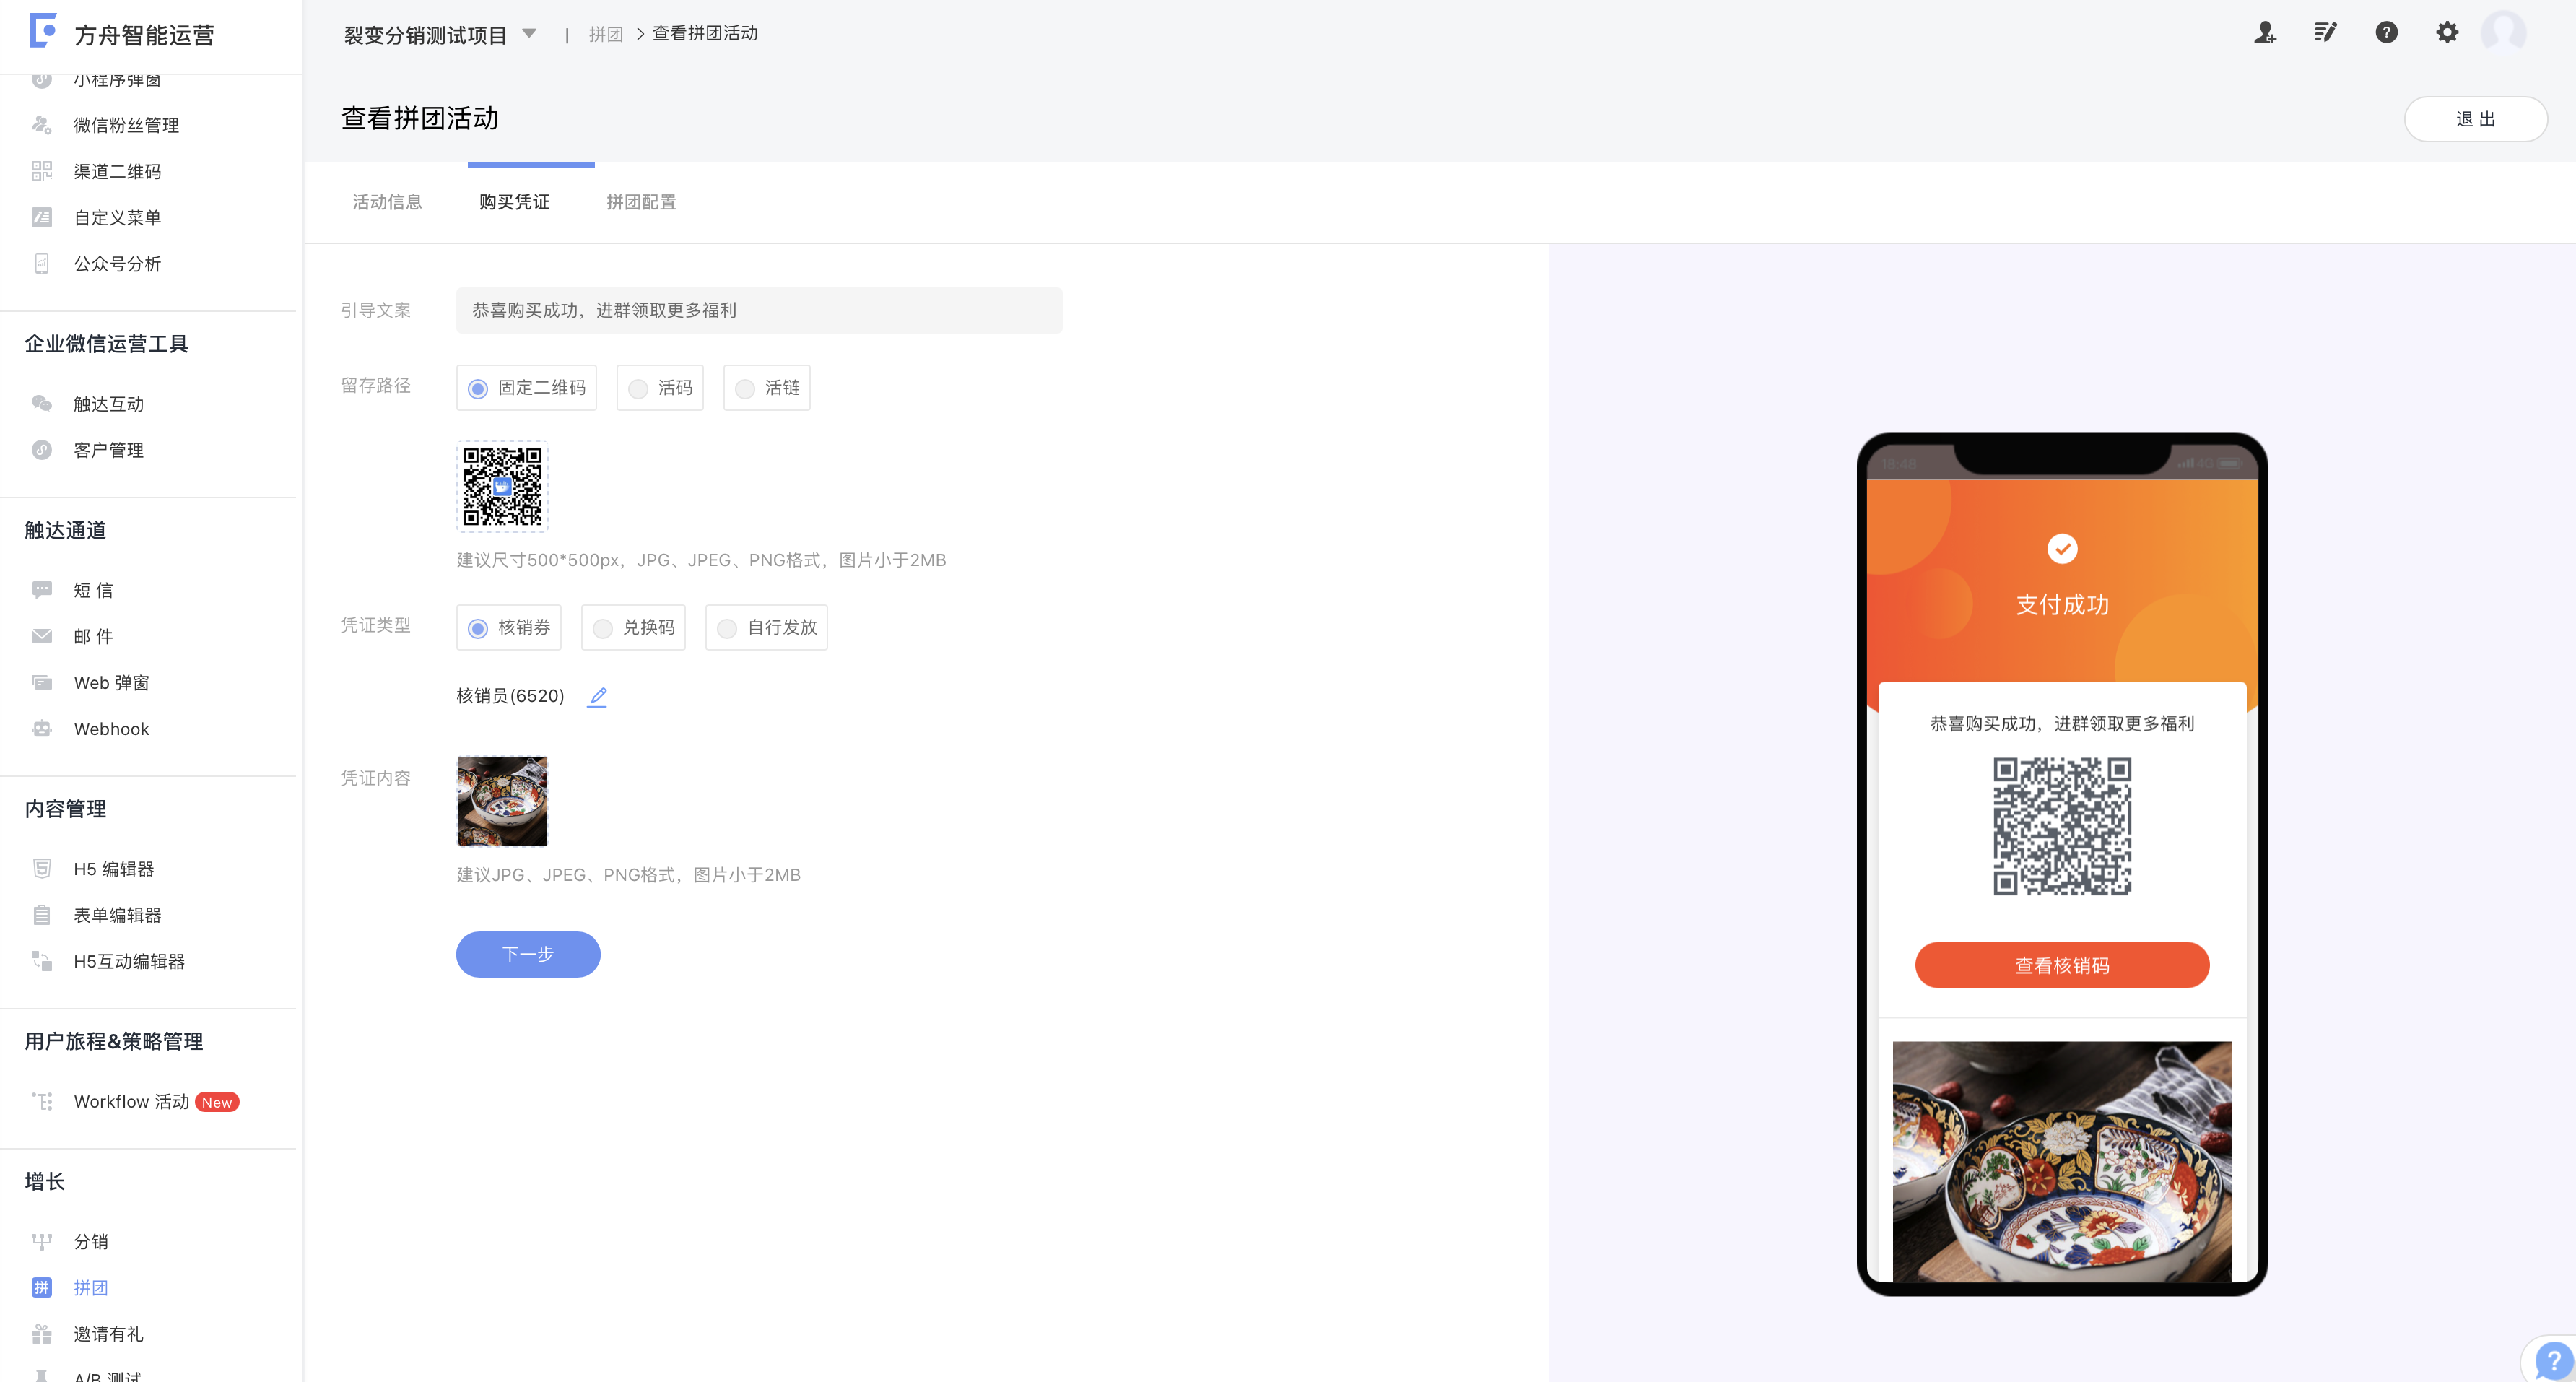 方舟智能运营
小程序弹窗
微信粉丝管理
渠道二维码
自定义菜单
公众号分析
企业微信运营工具
触达互动
客户管理
触达通道
短 信
邮 件
Web 弹窗
Webhook
内容管理
H5 编辑器
表单编辑器
H5互动编辑器
用户旅程&策略管理
Workflow 活动 New
增长
分销
拼 拼团
邀请有礼
A/B 测试
裂变分销测试项目 | 拼团 > 查看拼团活动
查看拼团活动
退 出
活动信息 购买凭证 拼团配置
引导文案 恭喜购买成功，进群领取更多福利
留存路径 固定二维码 活码 活链
建议尺寸500*500px，JPG、JPEG、PNG格式，图片小于2MB
凭证类型 核销券 兑换码 自行发放
核销员(6520)
凭证内容
建议JPG、JPEG、PNG格式，图片小于2MB
下一步
18:48 4G
支付成功
恭喜购买成功，进群领取更多福利
查看核销码